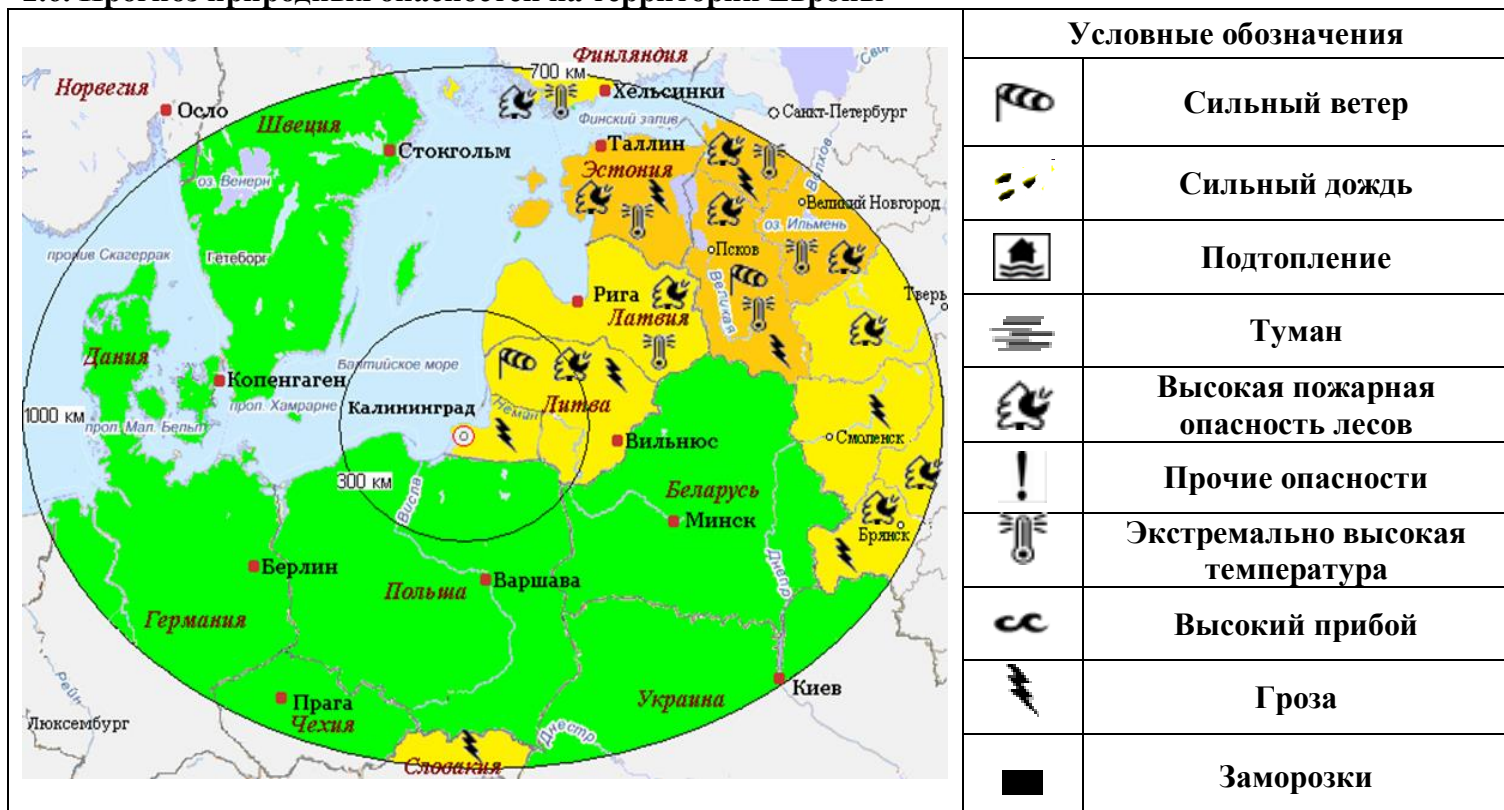 Условные обозначения
Сильный ветер
Сильный дождь
Подтопление
Туман
Высокая пожарная
опасность лесов
Прочие опасности
Экстремально высокая
температура
Высокий прибой
Гроза
Заморозки
Финляндия
700 км
Норвегия
Хельсинки
Осло
Финский залив
Санкт-Петербург
Швеция
Стокгольм
Таллин
Эстония
Волхов
оз. Венерн
Великий Новгород
оз. Ильмень
Псков
пролив Скагеррак
Гетеборг
Великая
Рига
Тверь
Латвия
Дания
Балтийское море
Копенгаген
Калининград
Неман
Литва
1000 км
проп. Хамрарне
проп. Мал. Бельт
Вильнюс
Смоленск
300 км
Висла
Беларусь
Минск
Брянск
Берлин
Варшава
Польша
Днепр
Германия
Рейн
Украина
Киев
Прага
Чехия
Люксембург
Днестр
Словакия